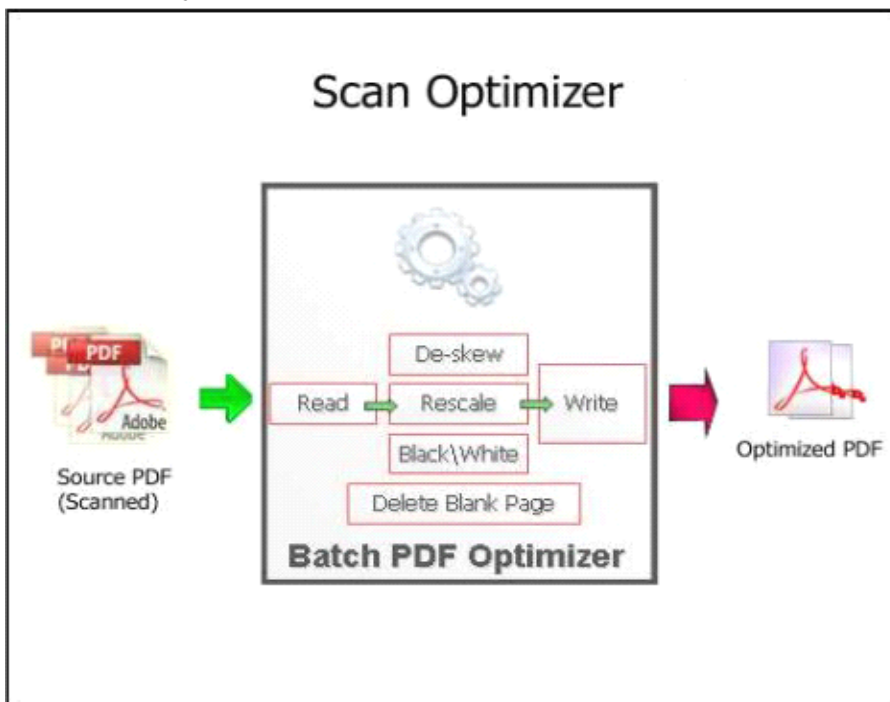 Scan Optimizer
PDF
Adobe
Source PDF
(Scanned)
De-skew
Read
Rescale
Write
Black\White
Delete Blank Page
Batch PDF Optimizer
Optimized PDF